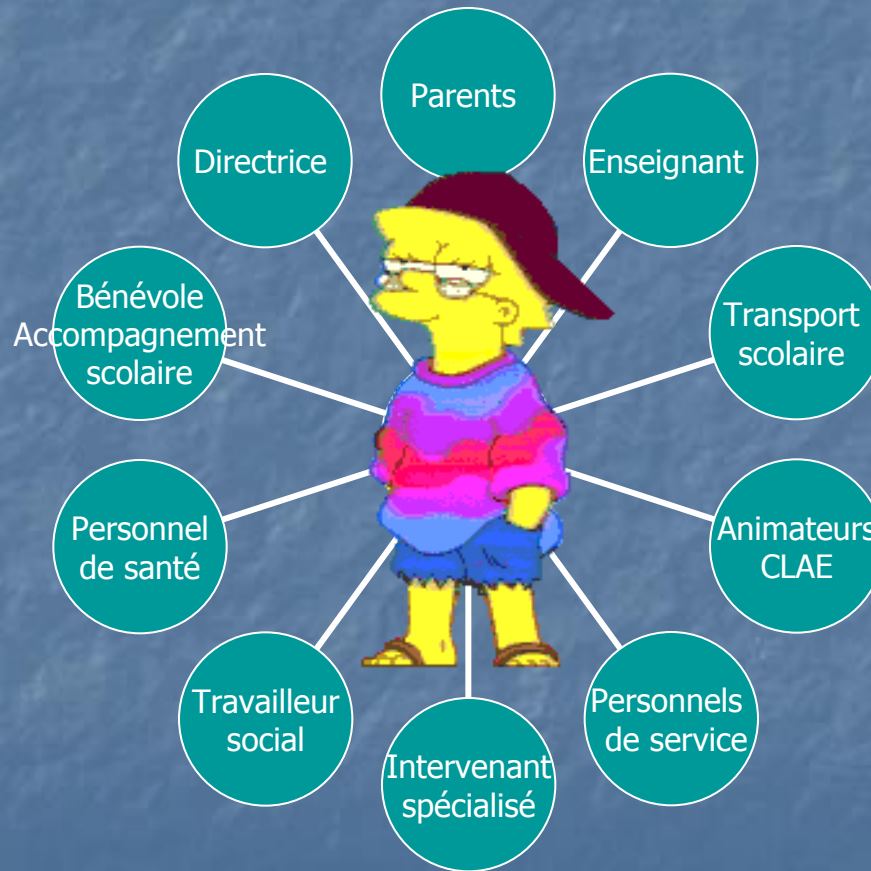 Parents
Directrice
Enseignant
Bénévole
Accompagnement
scolaire
Transport
scolaire
Personnel
de santé
Animateurs
CLAE
Travailleur
social
Personnels
de service
Intervenant
spécialisé